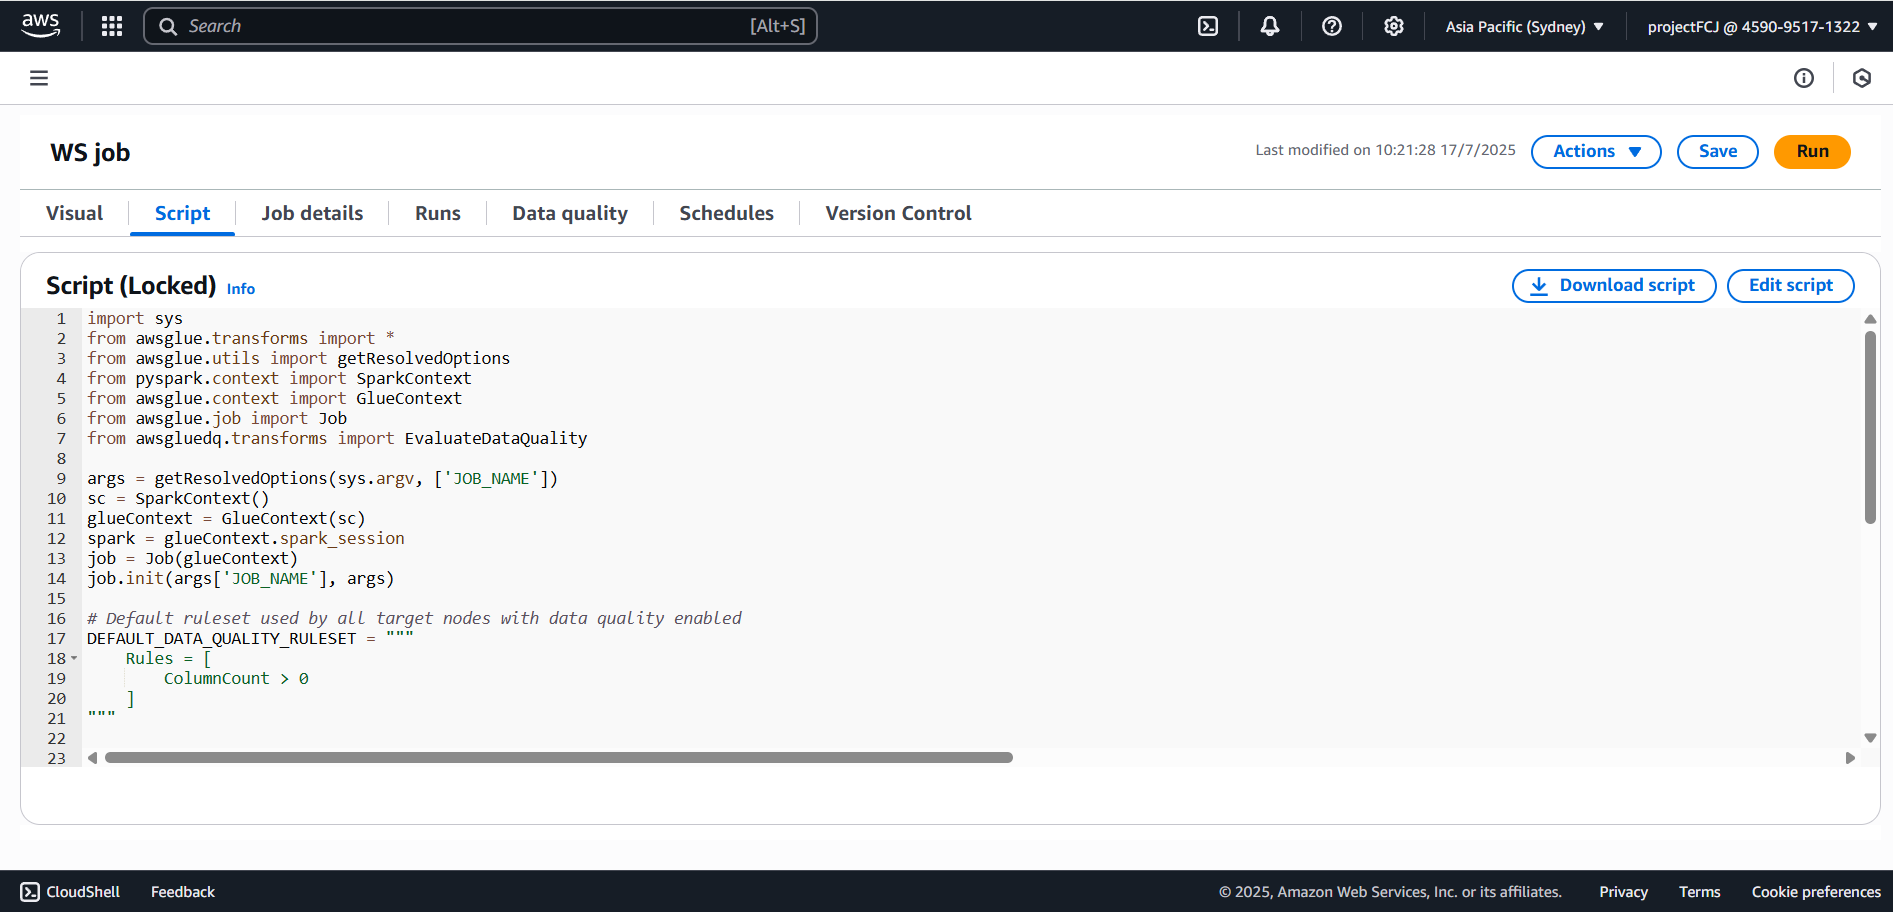 aws
Search
[Alt+S]
Asia Pacific (Sydney)
projectFCJ @ 4590-9517-1322
WS job
Last modified on 10:21:28 17/7/2025
Actions
Save
Run
Visual
Script
Job details
Runs
Data quality
Schedules
Version Control
Script (Locked)
Info
Download script
Edit script
1 import sys
2 from awsglue.transforms import *
3 from awsglue.utils import getResolvedOptions
4 from pyspark.context import SparkContext
5 from awsglue.context import GlueContext
6 from awsglue.job import Job
7 from awsgluedq.transforms import EvaluateDataQuality
8
9 args = getResolvedOptions(sys.argv, ['JOB_NAME'])
10 sc = SparkContext()
11 glueContext = GlueContext(sc)
12 spark = glueContext.spark_session
13 job = Job(glueContext)
14 job.init(args['JOB_NAME'], args)
15
16 # Default ruleset used by all target nodes with data quality enabled
17 DEFAULT_DATA_QUALITY_RULESET = """
18     Rules = [
19         ColumnCount > 0
20     ]
21 """
22
23
CloudShell
Feedback
© 2025, Amazon Web Services, Inc. or its affiliates.
Privacy
Terms
Cookie preferences